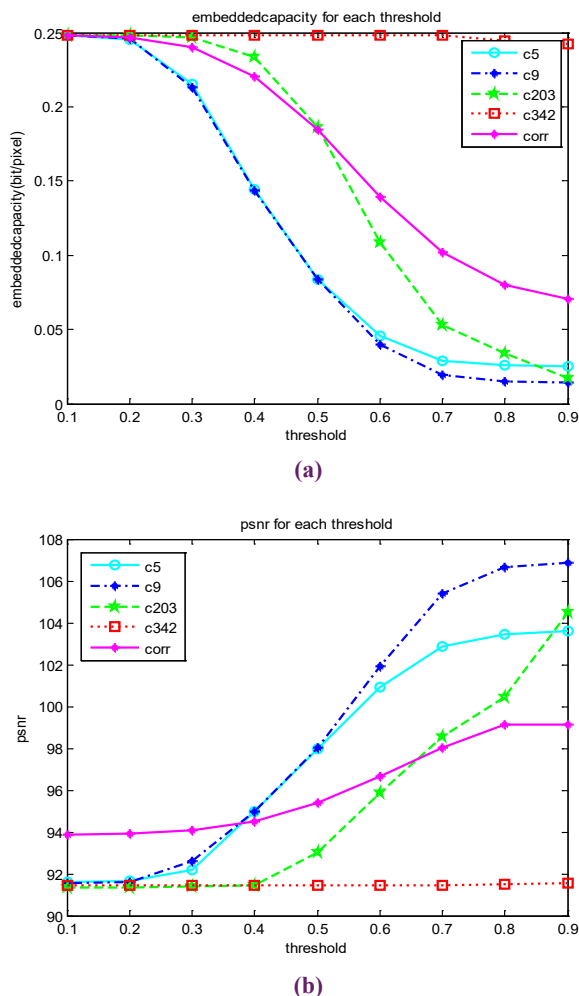 embeddedcapacity for each threshold
embeddedcapacity(bit/pixel)
0.25
0.2
0.15
0.1
0.05
0
0.1 0.2 0.3 0.4 0.5 0.6 0.7 0.8 0.9
threshold
c5
c9
c203
c342
corr
(a)
psnr for each threshold
psnr
108
106
104
102
100
98
96
94
92
90
0.1 0.2 0.3 0.4 0.5 0.6 0.7 0.8 0.9
threshold
c5
c9
c203
c342
corr
(b)